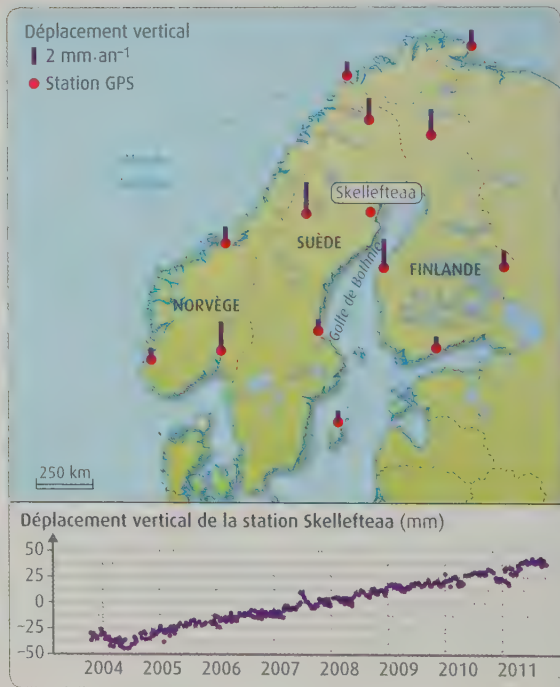 Déplacement vertical
2 mm·an⁻¹
Station GPS
Skellefteaa
SUÈDE
FINLANDE
Golfe de Bothnie
NORVÈGE
250 km
Déplacement vertical de la station Skellefteaa (mm)
50
25
0
−25
−50
2004 2005 2006 2007 2008 2009 2010 2011